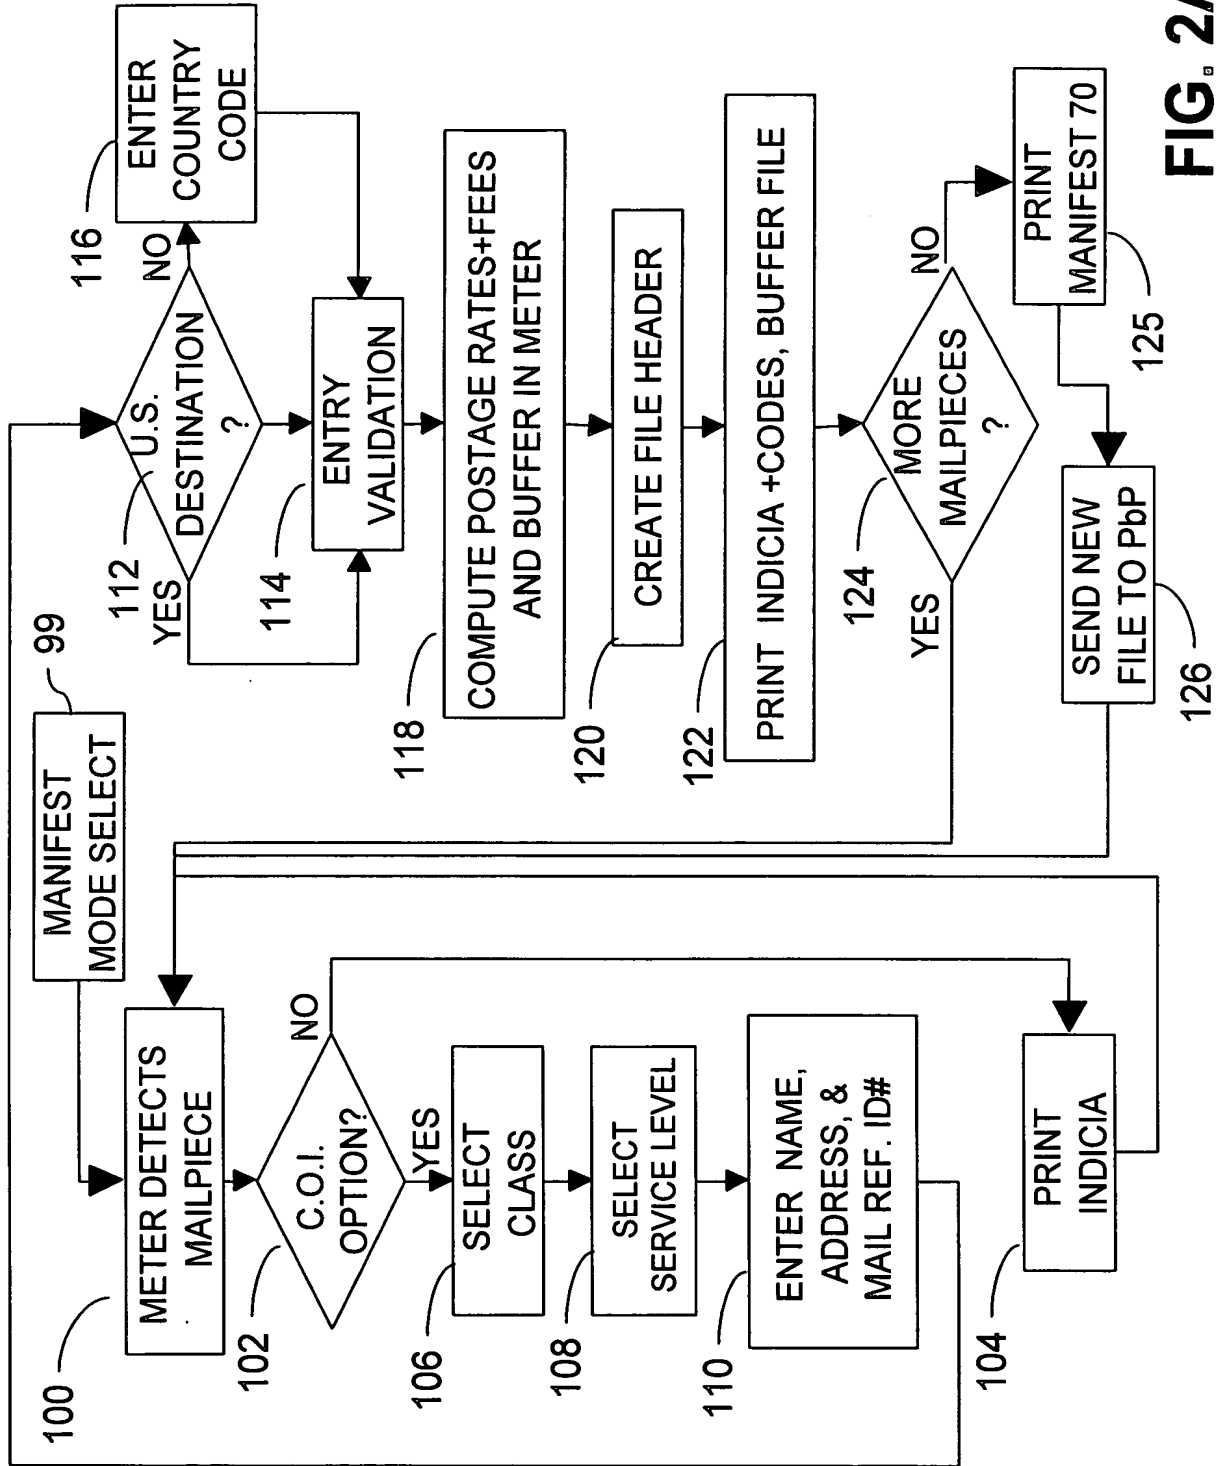 MANIFEST
MODE SELECT
99
100
METER DETECTS
MAILPIECE
102
C.O.I.
OPTION?
NO
YES
106
SELECT
CLASS
108
SELECT
SERVICE LEVEL
110
ENTER NAME,
ADDRESS, &
MAIL REF. ID#
104
PRINT
INDICIA
112
U.S.
DESTINATION
?
YES
NO
116
ENTER
COUNTRY
CODE
114
ENTRY
VALIDATION
118
COMPUTE POSTAGE RATES+FEES
AND BUFFER IN METER
120
CREATE FILE HEADER
122
PRINT INDICIA +CODES, BUFFER FILE
124
MORE
MAILPIECES
?
YES
NO
PRINT
MANIFEST 70
125
SEND NEW
FILE TO PbP
126